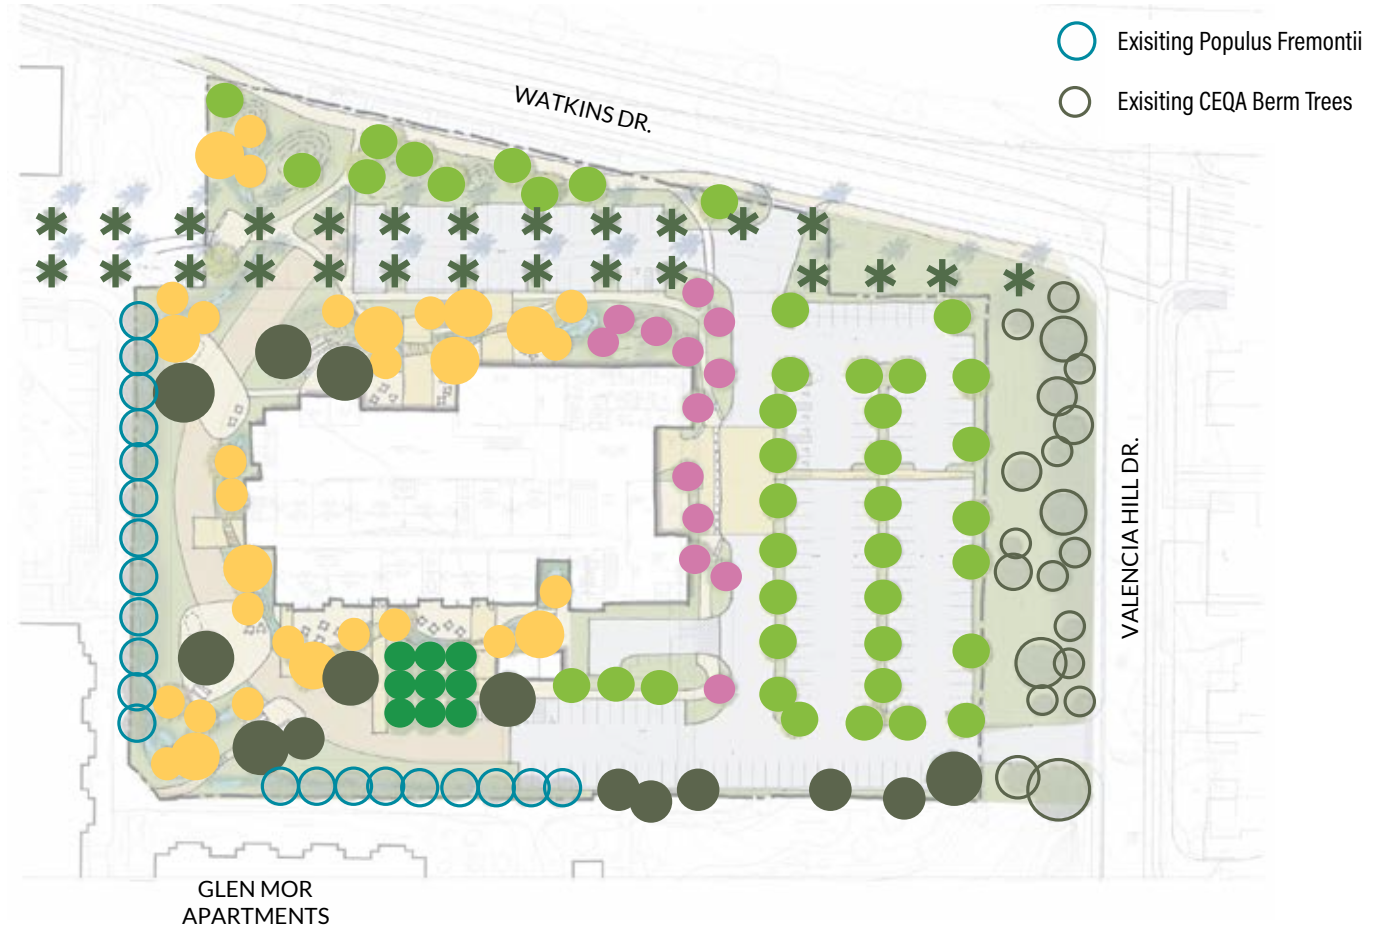 Exisiting Populus Fremontii
Exisiting CEQA Berm Trees
WATKINS DR.
VALENCIA HILL DR.
GLEN MOR
APARTMENTS